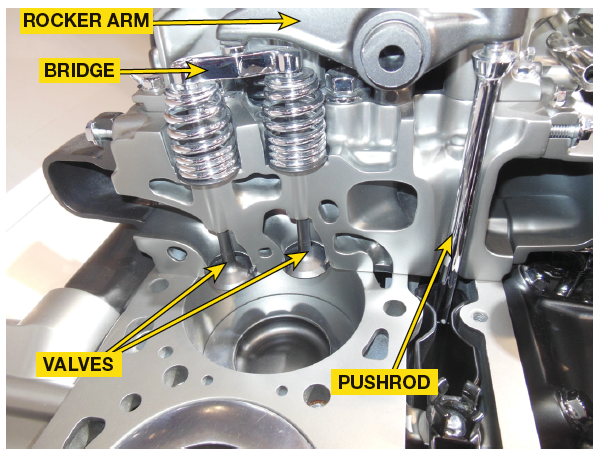 ROCKER ARM
BRIDGE
VALVES
PUSHROD